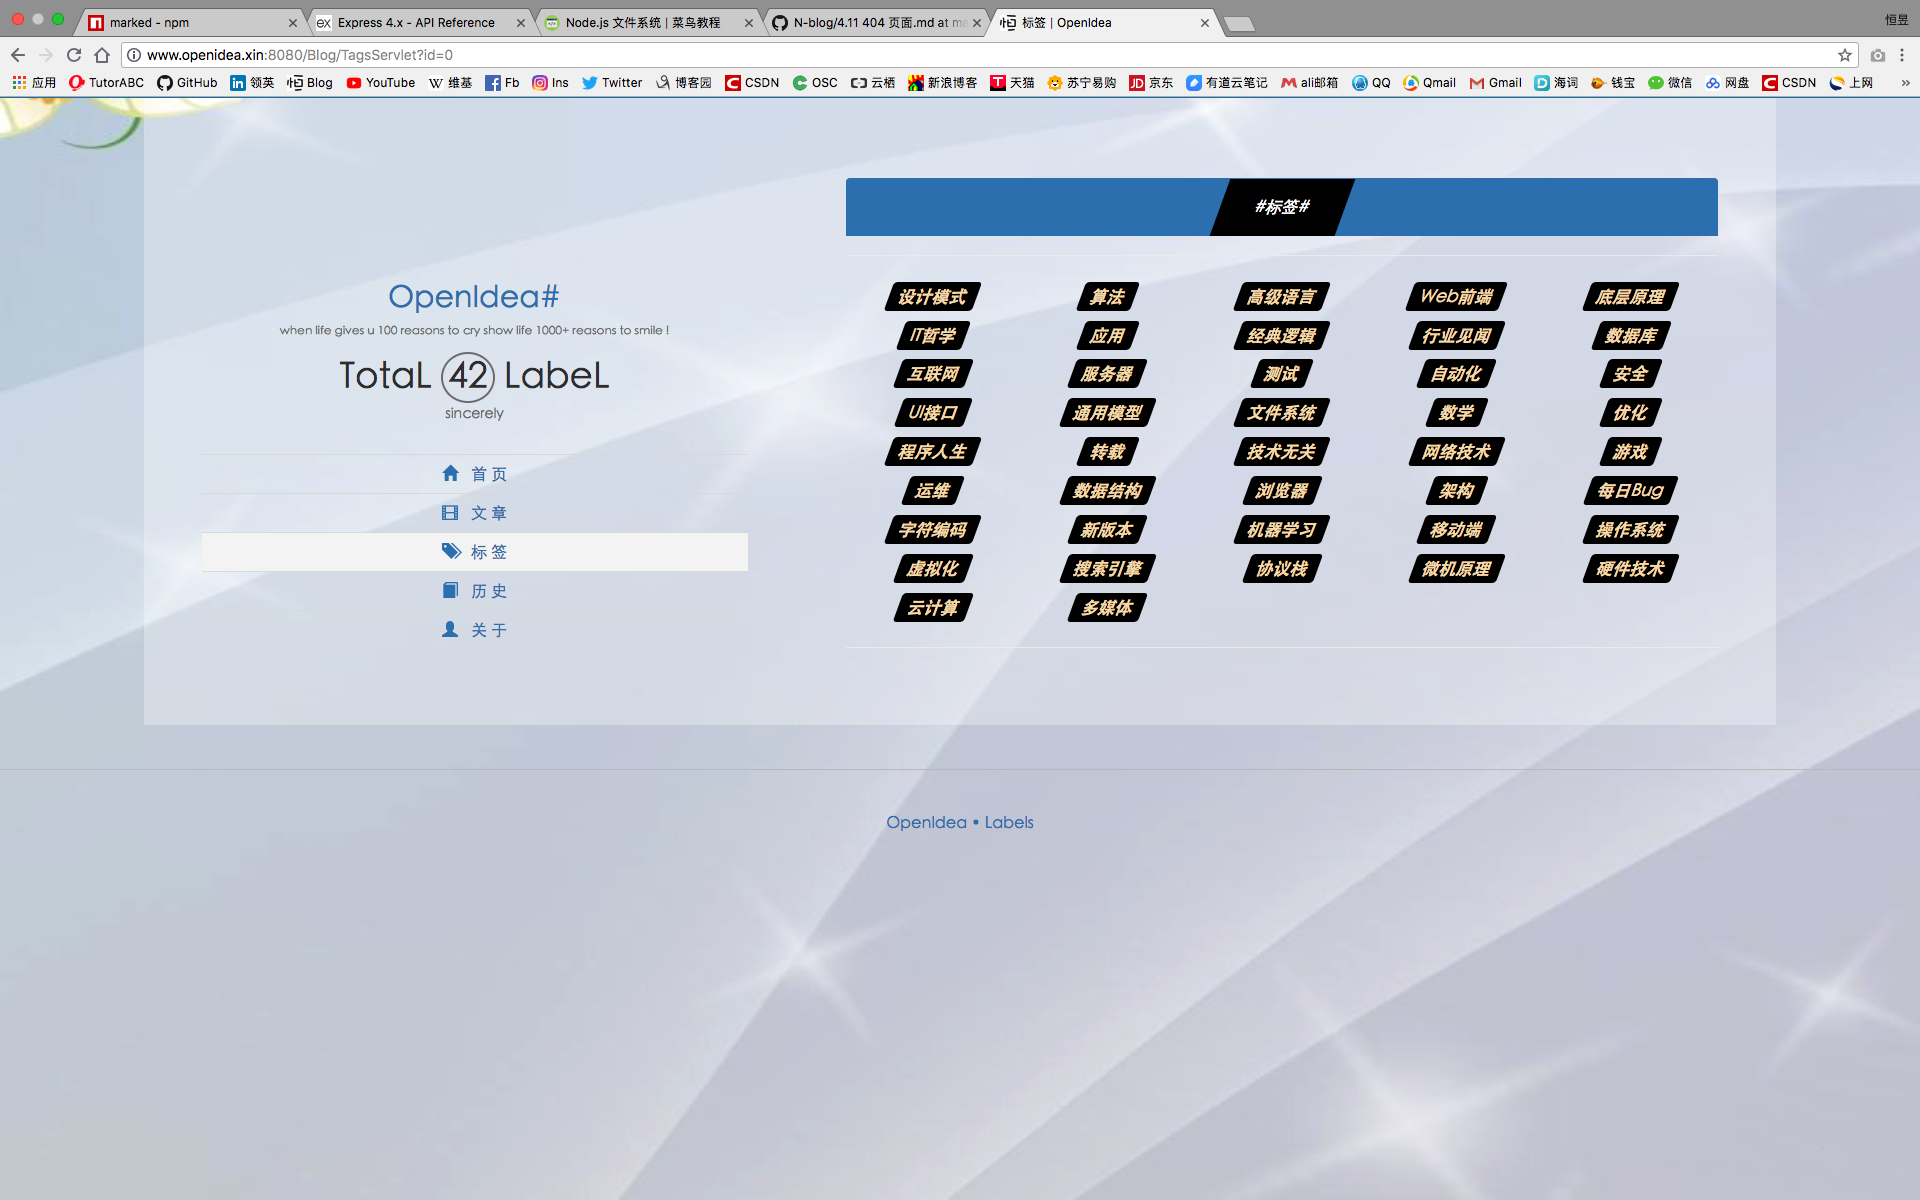 marked - npm
Express 4.x - API Reference
Node.js 文件系统 | 菜鸟教程
N-blog/4.11 404 页面.md at ma
标签 | OpenIdea
恒昱
www.openidea.xin:8080/Blog/TagsServlet?id=0
应用 TutorABC GitHub 领英 Blog YouTube 维基 Fb Ins Twitter 博客园 CSDN OSC 云栖 新浪博客 天猫 苏宁易购 京东 有道云笔记 ali邮箱 QQ Qmail Gmail 海词 钱宝 微信 网盘 CSDN 上网 »
OpenIdea#
when life gives u 100 reasons to cry show life 1000+ reasons to smile !
TotaL 42 LabeL
sincerely
首 页
文 章
标 签
历 史
关 于
#标签#
设计模式 算法 高级语言 Web前端 底层原理
IT哲学 应用 经典逻辑 行业见闻 数据库
互联网 服务器 测试 自动化 安全
UI接口 通用模型 文件系统 数学 优化
程序人生 转载 技术无关 网络技术 游戏
运维 数据结构 浏览器 架构 每日Bug
字符编码 新版本 机器学习 移动端 操作系统
虚拟化 搜索引擎 协议栈 微机原理 硬件技术
云计算 多媒体
OpenIdea • Labels